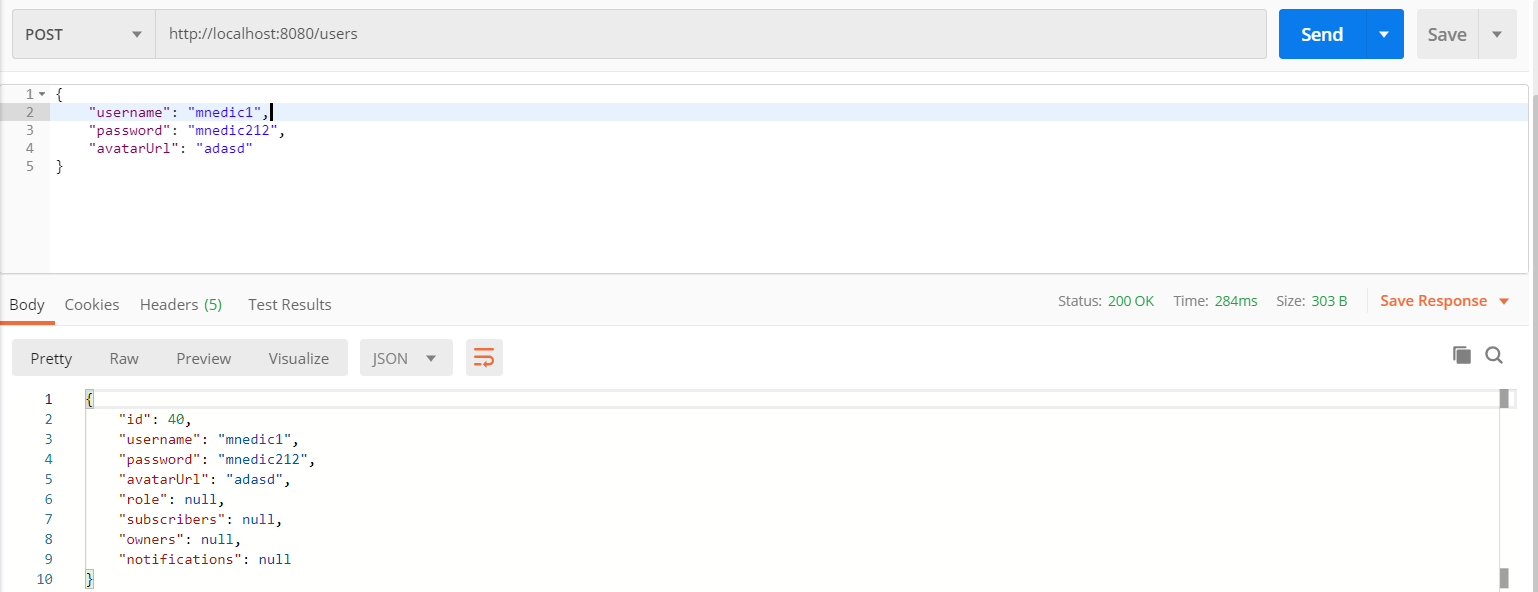 POST http://localhost:8080/users Send Save
1 {
2 "username": "mnedic1",
3 "password": "mnedic212",
4 "avatarUrl": "adasd"
5 }
Body Cookies Headers (5) Test Results Status: 200 OK Time: 284ms Size: 303 B Save Response
Pretty Raw Preview Visualize JSON
1 {
2 "id": 40,
3 "username": "mnedic1",
4 "password": "mnedic212",
5 "avatarUrl": "adasd",
6 "role": null,
7 "subscribers": null,
8 "owners": null,
9 "notifications": null
10 }